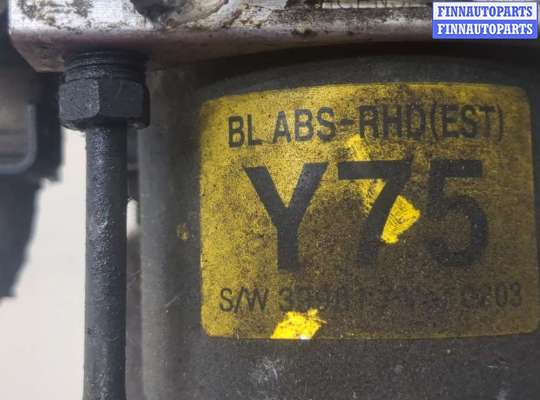 FINNAUTOPARTS
FINNAUTOPARTS
BL ABS-RHD(EST)
Y75
S/W